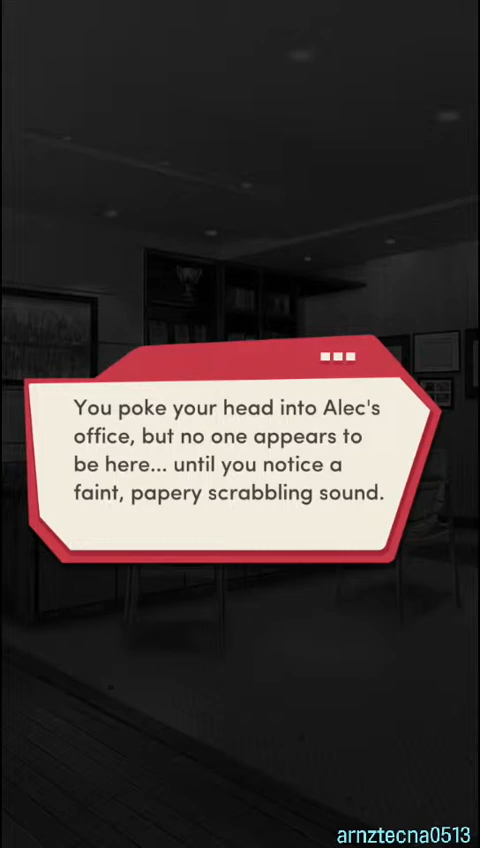 You poke your head into Alec's
office, but no one appears to
be here... until you notice a
faint, papery scrabbling sound.
arnztecna0513